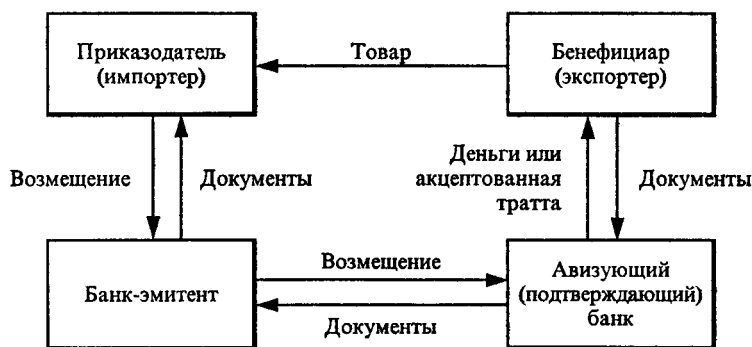 Приказодатель
(импортер)
Товар
Бенефициар
(экспортер)
Возмещение
Документы
Деньги или
акцептованная
тратта
Документы
Банк-эмитент
Возмещение
Документы
Авизующий
(подтверждающий)
банк